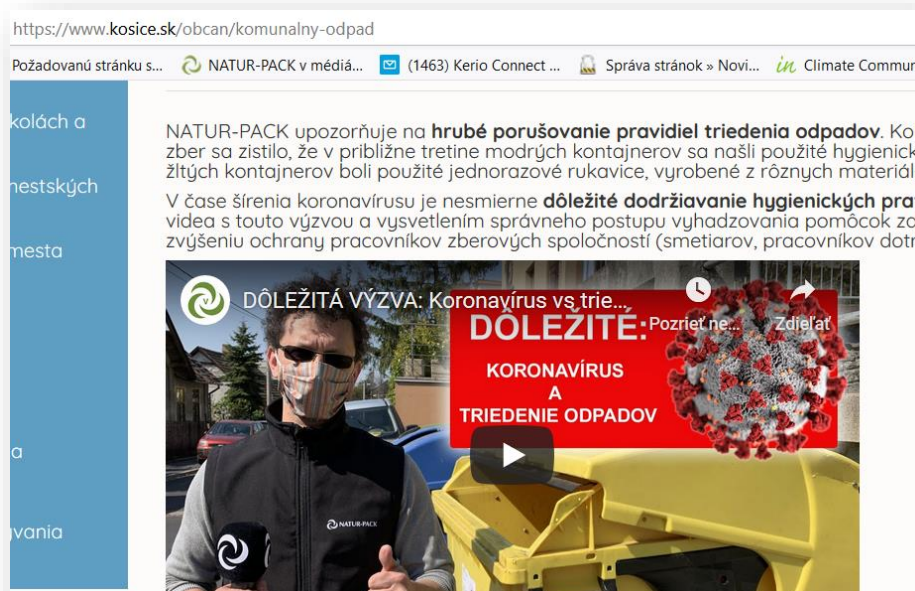 https://www.kosice.sk/obcan/komunalny-odpad
Požadovanú stránku s... NATUR-PACK v médiá... (1463) Kerio Connect ... Správa stránok » Novi... in Climate Commun
kolách a
nestských
mesta
a
vania
NATUR-PACK upozorňuje na hrubé porušovanie pravidiel triedenia odpadov. Ko
zber sa zistilo, že v približne tretine modrých kontajnerov sa našli použité hygienick
žltých kontajnerov boli použité jednorazové rukavice, vyrobené z rôznych materiál
V čase šírenia koronavírusu je nesmierne dôležité dodržiavanie hygienických pra
videa s touto výzvou a vysvetlením správneho postupu vyhadzovania pomôcok za
zvýšeniu ochrany pracovníkov zberových spoločností (smetiarov, pracovníkov dotr
DÔLEŽITÁ VÝZVA: Koronavírus vs trie...
Pozrieť ne... Zdieľať
DÔLEŽITÉ:
KORONAVÍRUS
A
TRIEDENIE ODPADOV
NATUR-PACK